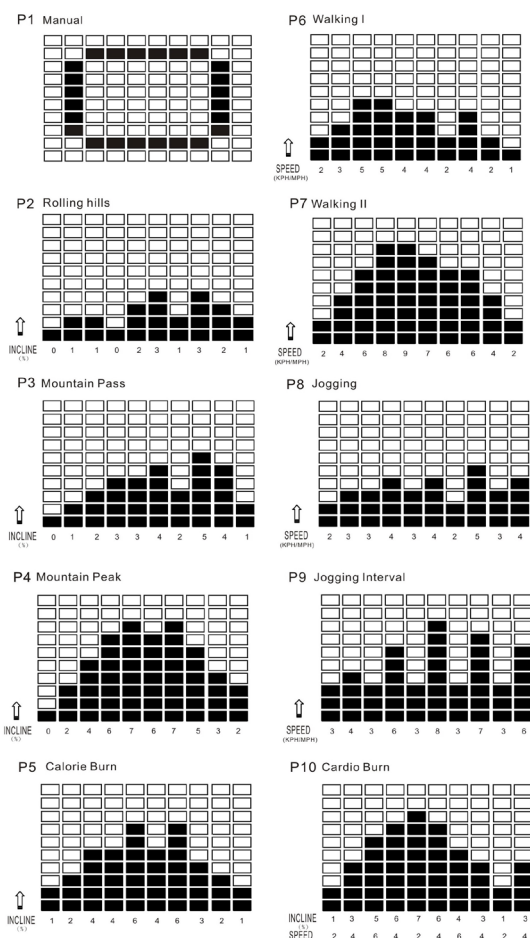 P1 Manual
P6 Walking I
SPEED 2 3 5 5 4 4 2 4 2 1
(KPH/MPH)
P2 Rolling hills
INCLINE 0 1 1 0 2 3 1 3 2 1
(%)
P7 Walking II
SPEED 2 4 6 8 9 7 6 6 4 2
(KPH/MPH)
P3 Mountain Pass
INCLINE 0 1 2 3 3 4 2 5 4 1
(%)
P8 Jogging
SPEED 2 3 3 4 3 4 2 5 3 4
(KPH/MPH)
P4 Mountain Peak
INCLINE 0 2 4 6 7 6 7 5 3 2
(%)
P9 Jogging Interval
SPEED 3 4 3 6 3 8 3 7 3 6
(KPH/MPH)
P5 Calorie Burn
INCLINE 1 2 4 4 6 4 6 3 2 1
(%)
P10 Cardio Burn
INCLINE 1 3 5 6 7 6 4 3 1 3
(%)
SPEED 2 4 6 4 2 4 6 4 2 4